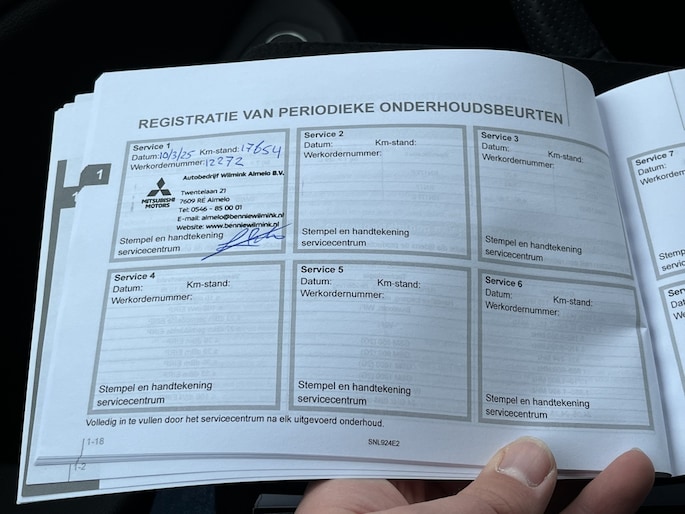 REGISTRATIE VAN PERIODIEKE ONDERHOUDSBEURTEN
1
Service 1
Datum: 10/3/25 Km-stand: 17654
Werkordernummer: 12272
Autobedrijf Wilmink Almelo B.V.
MITSUBISHI
MOTORS
Twentelaan 21
7609 RE Almelo
Tel: 0546 - 85 00 01
E-mail: almelo@benniewilmink.nl
Website: www.benniewilmink.nl
Stempel en handtekening
servicecentrum
Service 2
Datum: Km-stand:
Werkordernummer:
Stempel en handtekening
servicecentrum
Service 3
Datum: Km-stand:
Werkordernummer:
Stempel en handtekening
servicecentrum
Service 4
Datum: Km-stand:
Werkordernummer:
Stempel en handtekening
servicecentrum
Service 5
Datum: Km-stand:
Werkordernummer:
Stempel en handtekening
servicecentrum
Service 6
Datum: Km-stand:
Werkordernummer:
Stempel en handtekening
servicecentrum
Volledig in te vullen door het servicecentrum na elk uitgevoerd onderhoud.
1-18
SNL924E2
1-2
Service 7
Datum: